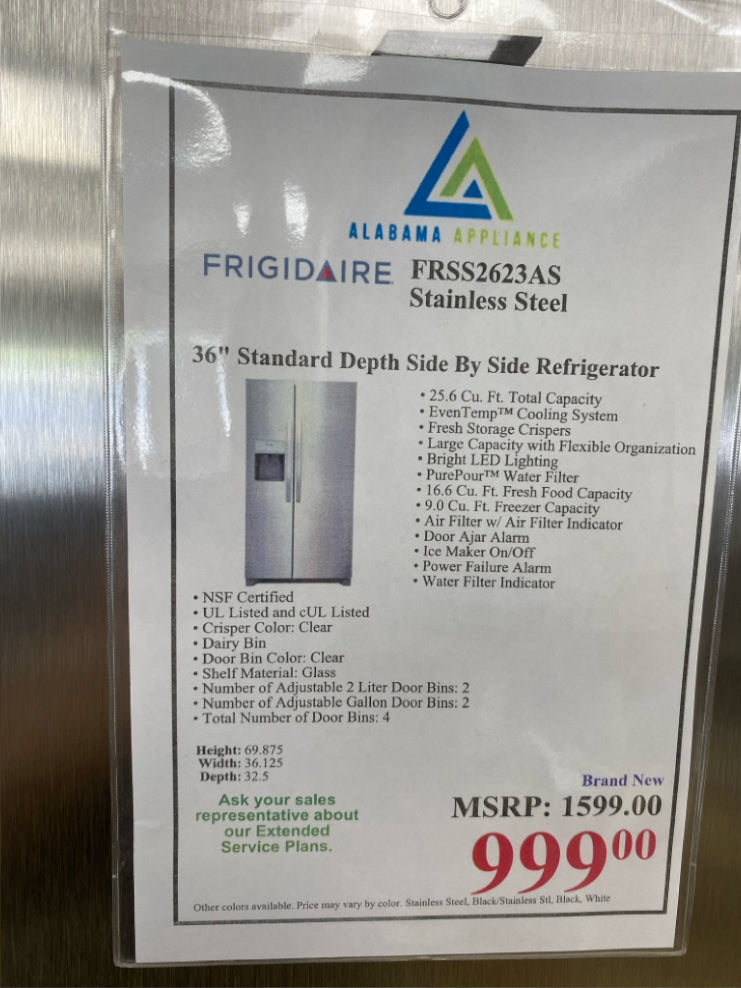 ALABAMA APPLIANCE
FRIGIDAIRE FRSS2623AS
Stainless Steel
36" Standard Depth Side By Side Refrigerator
• 25.6 Cu. Ft. Total Capacity
• EvenTemp™ Cooling System
• Fresh Storage Crispers
• Large Capacity with Flexible Organization
• Bright LED Lighting
• PurePour™ Water Filter
• 16.6 Cu. Ft. Fresh Food Capacity
• 9.0 Cu. Ft. Freezer Capacity
• Air Filter w/ Air Filter Indicator
• Door Ajar Alarm
• Ice Maker On/Off
• Power Failure Alarm
• Water Filter Indicator
• NSF Certified
• UL Listed and cUL Listed
• Crisper Color: Clear
• Dairy Bin
• Door Bin Color: Clear
• Shelf Material: Glass
• Number of Adjustable 2 Liter Door Bins: 2
• Number of Adjustable Gallon Door Bins: 2
• Total Number of Door Bins: 4
Height: 69.875
Width: 36.125
Depth: 32.5
Ask your sales
representative about
our Extended
Service Plans.
Brand New
MSRP: 1599.00
999 00
Other colors available. Price may vary by color. Stainless Steel, Black/Stainless Stl, Black, White